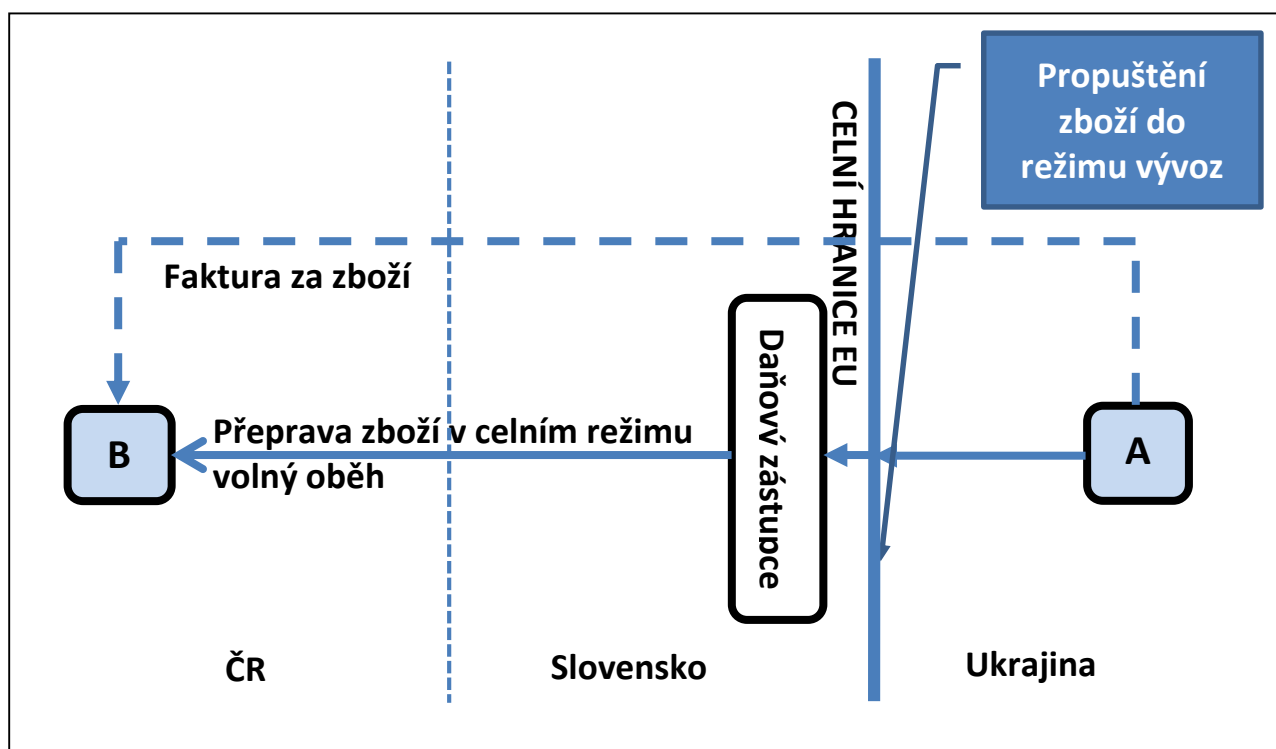 Propuštění
zboží do
režimu vývoz
CELNÍ HRANICE EU
Faktura za zboží
Daňový zástupce
B
Přeprava zboží v celním režimu
volný oběh
A
ČR
Slovensko
Ukrajina